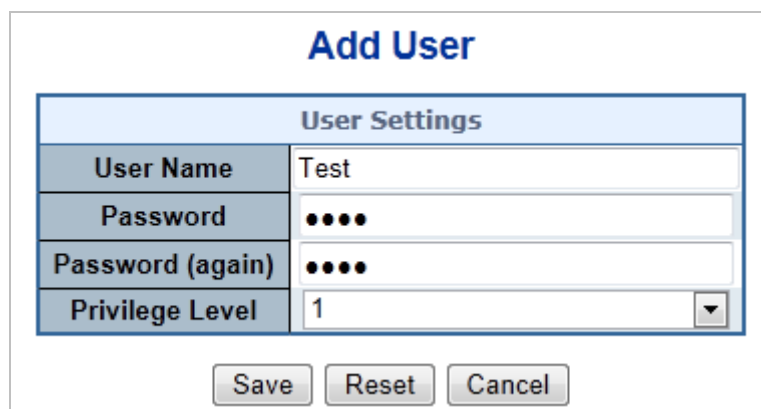 Add User
User Settings
User Name Test
Password ●●●●
Password (again) ●●●●
Privilege Level 1
Save Reset Cancel